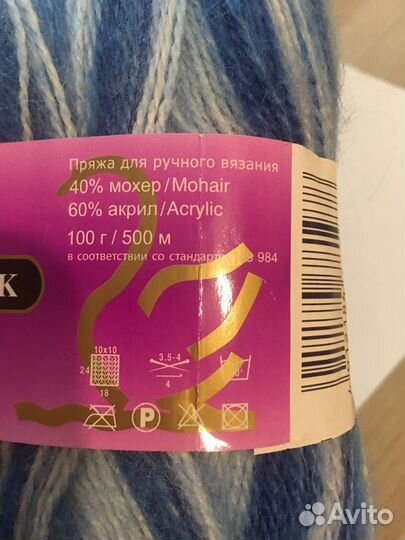 Пряжа для ручного вязания
40% мохер/Mohair
60% акрил/Acrylic
100 г / 500 м
в соответствии со 984
K
10x10
24
18
3.5-4
4
P
Avito